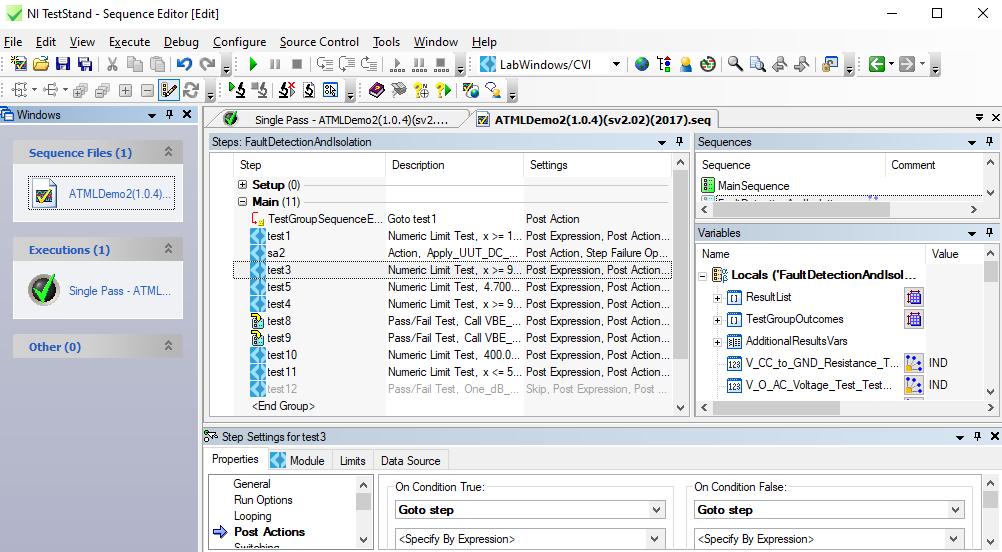 NI TestStand - Sequence Editor [Edit]
File Edit View Execute Debug Configure Source Control Tools Window Help
LabWindows/CVI
Windows
Sequence Files (1)
ATMLDemo2(1.0.4)...
Executions (1)
Single Pass - ATML...
Other (0)
Single Pass - ATMLDemo2(1.0.4)(sv2....
ATMLDemo2(1.0.4)(sv2.02)(2017).seq
Steps: FaultDetectionAndIsolation
Step Description Settings
Setup (0)
Main (11)
TestGroupSequenceE... Goto test1 Post Action
test1 Numeric Limit Test, x >= 1... Post Expression, Post Action...
sa2 Action, Apply_UUT_DC_... Post Action, Step Failure Op...
test3 Numeric Limit Test, x >= 9... Post Expression, Post Action...
test5 Numeric Limit Test, 4.700... Post Expression, Post Action...
test4 Numeric Limit Test, x >= 9... Post Expression, Post Action...
test8 Pass/Fail Test, Call VBE_... Post Expression, Post Action...
test9 Pass/Fail Test, Call VBE_... Post Expression, Post Action...
test10 Numeric Limit Test, 400.0... Post Expression, Post Action...
test11 Numeric Limit Test, x <= 5... Post Expression, Post Action...
test12 Pass/Fail Test, One_dB_... Skip, Post Expression, Post ...
<End Group>
Sequences
Sequence Comment
MainSequence
FaultDetectionAndIsolation
Variables
Name Value
Locals ('FaultDetectionAndIsol...
ResultList
TestGroupOutcomes
AdditionalResultsVars
V_CC_to_GND_Resistance_T... IND
V_O_AC_Voltage_Test_Test... IND
Step Settings for test3
Properties Module Limits Data Source
General
Run Options
Looping
Post Actions
Switching
On Condition True:
Goto step
<Specify By Expression>
On Condition False:
Goto step
<Specify By Expression>